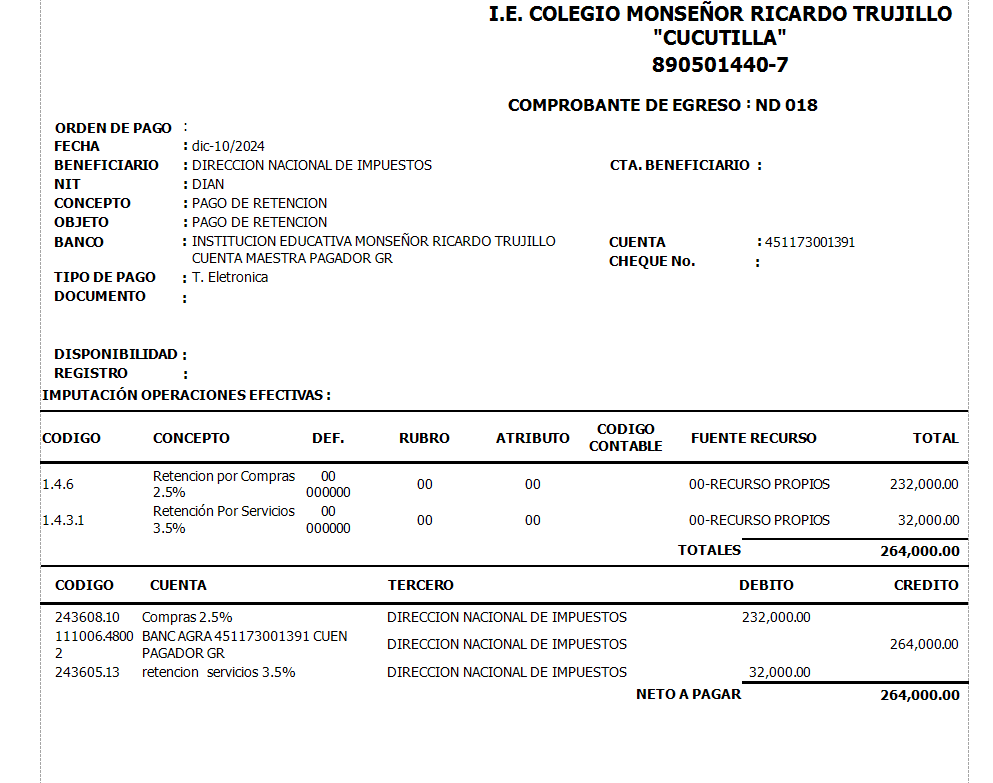 I.E. COLEGIO MONSEÑOR RICARDO TRUJILLO
"CUCUTILLA"
890501440-7
COMPROBANTE DE EGRESO : ND 018
ORDEN DE PAGO :
FECHA : dic-10/2024
BENEFICIARIO : DIRECCION NACIONAL DE IMPUESTOS CTA. BENEFICIARIO :
NIT : DIAN
CONCEPTO : PAGO DE RETENCION
OBJETO : PAGO DE RETENCION
BANCO : INSTITUCION EDUCATIVA MONSEÑOR RICARDO TRUJILLO CUENTA : 451173001391
CUENTA MAESTRA PAGADOR GR CHEQUE No. :
TIPO DE PAGO : T. Eletronica
DOCUMENTO :
DISPONIBILIDAD :
REGISTRO :
IMPUTACIÓN OPERACIONES EFECTIVAS :
CODIGO CONCEPTO DEF. RUBRO ATRIBUTO CODIGO CONTABLE FUENTE RECURSO TOTAL
1.4.6 Retencion por Compras 2.5% 00 000000 00 00 00-RECURSO PROPIOS 232,000.00
1.4.3.1 Retención Por Servicios 3.5% 00 000000 00 00 00-RECURSO PROPIOS 32,000.00
TOTALES 264,000.00
CODIGO CUENTA TERCERO DEBITO CREDITO
243608.10 Compras 2.5% DIRECCION NACIONAL DE IMPUESTOS 232,000.00
111006.4800 BANC AGRA 451173001391 CUEN
2 PAGADOR GR DIRECCION NACIONAL DE IMPUESTOS 264,000.00
243605.13 retencion servicios 3.5% DIRECCION NACIONAL DE IMPUESTOS 32,000.00
NETO A PAGAR 264,000.00